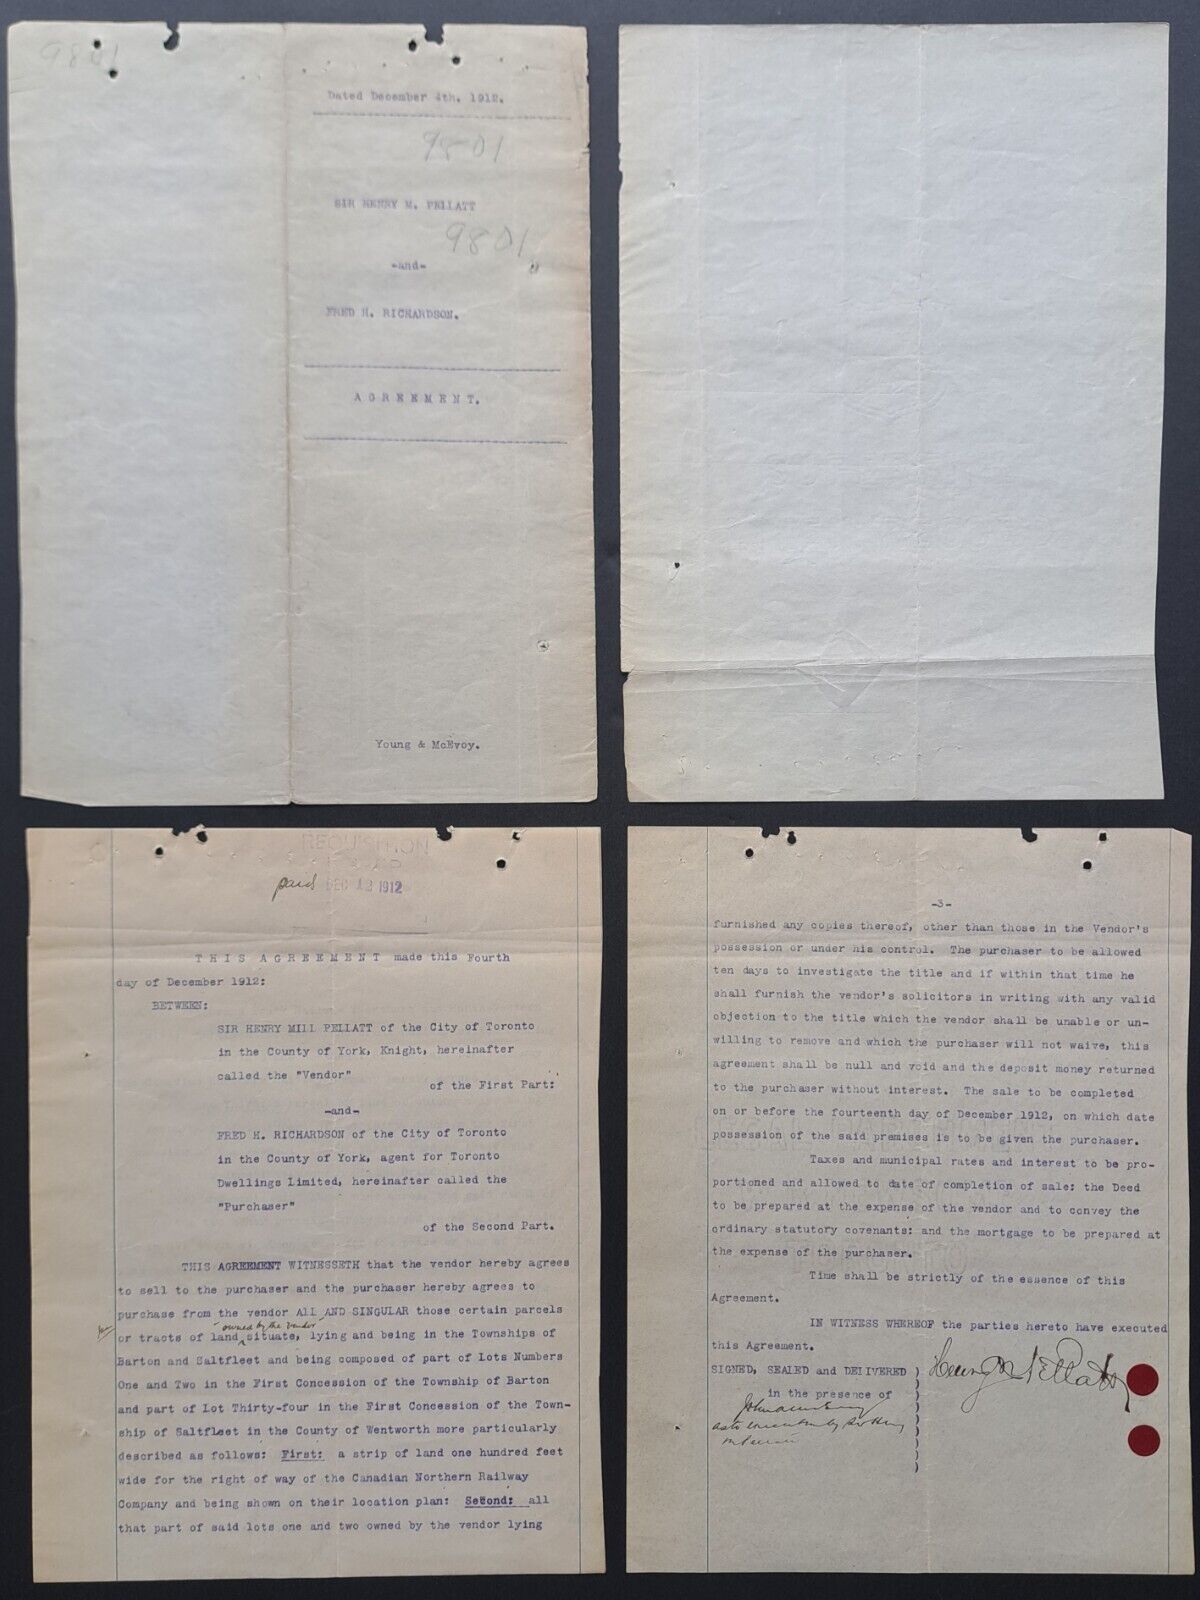 9801
Dated December 4th. 1912.
9801
SIR HENRY M. PELLATT
9801
-and-
FRED H. RICHARDSON.
AGREEMENT.
Young & McEvoy.
REQUISITION
paid DEC 12 1912
THIS AGREEMENT made this Fourth
day of December 1912:
BETWEEN:
SIR HENRY MILL PELLATT of the City of Toronto
in the County of York, Knight, hereinafter
called the "Vendor"
of the First Part:
-and-
FRED H. RICHARDSON of the City of Toronto
in the County of York, agent for Toronto
Dwellings Limited, hereinafter called the
"Purchaser"
of the Second Part.
THIS AGREEMENT WITNESSETH that the vendor hereby agrees
to sell to the purchaser and the purchaser hereby agrees to
purchase from the vendor ALL AND SINGULAR those certain parcels
owned by the vendor
or tracts of land situate, lying and being in the Townships of
Barton and Saltfleet and being composed of part of Lots Numbers
One and Two in the First Concession of the Township of Barton
and part of Lot Thirty-four in the First Concession of the Town-
ship of Saltfleet in the County of Wentworth more particularly
described as follows: First: a strip of land one hundred feet
wide for the right of way of the Canadian Northern Railway
Company and being shown on their location plan: Second: all
that part of said lots one and two owned by the vendor lying
-3-
furnished any copies thereof, other than those in the Vendor's
possession or under his control. The purchaser to be allowed
ten days to investigate the title and if within that time he
shall furnish the vendor's solicitors in writing with any valid
objection to the title which the vendor shall be unable or un-
willing to remove and which the purchaser will not waive, this
agreement shall be null and void and the deposit money returned
to the purchaser without interest. The sale to be completed
on or before the fourteenth day of December 1912, on which date
possession of the said premises is to be given the purchaser.
Taxes and municipal rates and interest to be pro-
portioned and allowed to date of completion of sale: the Deed
to be prepared at the expense of the vendor and to convey the
ordinary statutory covenants: and the mortgage to be prepared at
the expense of the purchaser.
Time shall be strictly of the essence of this
Agreement.
IN WITNESS WHEREOF the parties hereto have executed
this Agreement.
SIGNED, SEALED and DELIVERED )
in the presence of
Henry M Pellatt
as to execution by Sir Henry